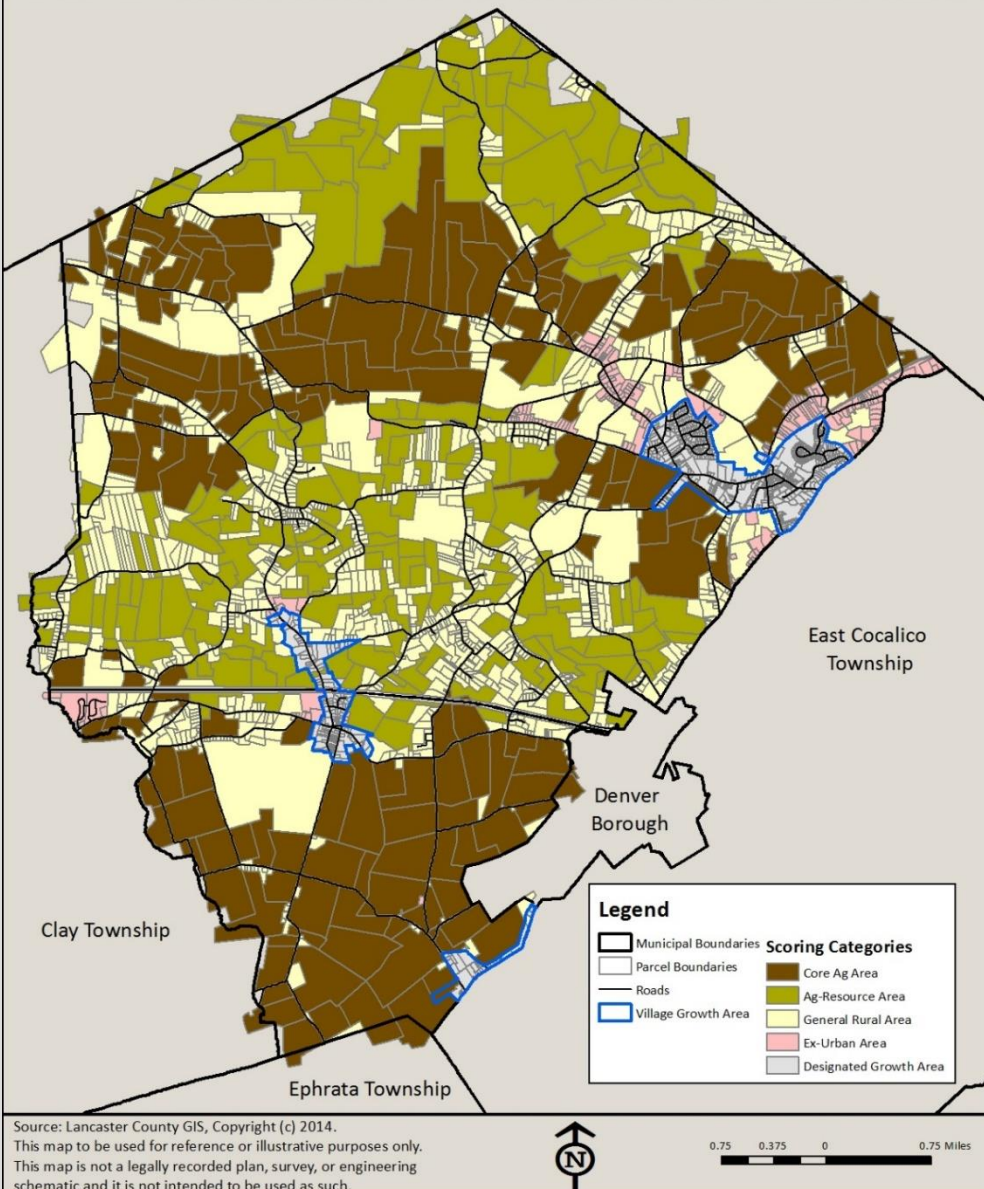 East Cocalico
Township
Denver
Borough
Clay Township
Ephrata Township
Legend
Municipal Boundaries
Parcel Boundaries
Roads
Village Growth Area
Scoring Categories
Core Ag Area
Ag-Resource Area
General Rural Area
Ex-Urban Area
Designated Growth Area
Source: Lancaster County GIS, Copyright (c) 2014.
This map to be used for reference or illustrative purposes only.
This map is not a legally recorded plan, survey, or engineering
schematic and it is not intended to be used as such.
N
0.75 0.375 0 0.75 Miles